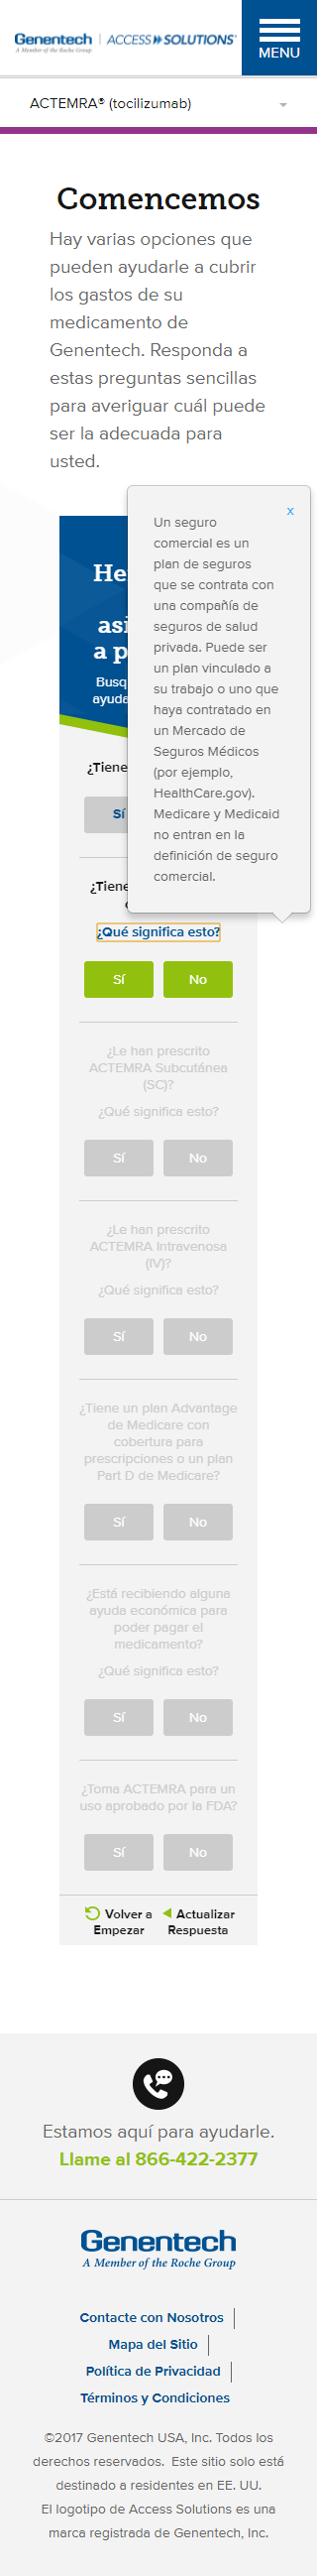 Genentech
A Member of the Roche Group
ACCESS SOLUTIONS®
MENU
ACTEMRA® (tocilizumab)
Comencemos
Hay varias opciones que
pueden ayudarle a cubrir
los gastos de su
medicamento de
Genentech. Responda a
estas preguntas sencillas
para averiguar cuál puede
ser la adecuada para
usted.
x
Un seguro
comercial es un
plan de seguros
que se contrata con
una compañía de
seguros de salud
privada. Puede ser
un plan vinculado a
su trabajo o uno que
haya contratado en
un Mercado de
Seguros Médicos
(por ejemplo,
HealthCare.gov).
Medicare y Medicaid
no entran en la
definición de seguro
comercial.
a p
¿Tiene
Sí
¿Tiene
¿Qué significa esto?
Sí No
¿Le han prescrito
ACTEMRA Subcutánea
(SC)?
¿Qué significa esto?
Sí No
¿Le han prescrito
ACTEMRA Intravenosa
(IV)?
¿Qué significa esto?
Sí No
¿Tiene un plan Advantage
de Medicare con
cobertura para
prescripciones o un plan
Part D de Medicare?
Sí No
¿Está recibiendo alguna
ayuda económica para
poder pagar el
medicamento?
¿Qué significa esto?
Sí No
¿Toma ACTEMRA para un
uso aprobado por la FDA?
Sí No
Volver a Empezar
Actualizar Respuesta
Estamos aquí para ayudarle.
Llame al 866-422-2377
Genentech
A Member of the Roche Group
Contacte con Nosotros
Mapa del Sitio
Política de Privacidad
Términos y Condiciones
©2017 Genentech USA, Inc. Todos los
derechos reservados. Este sitio solo está
destinado a residentes en EE. UU.
El logotipo de Access Solutions es una
marca registrada de Genentech, Inc.